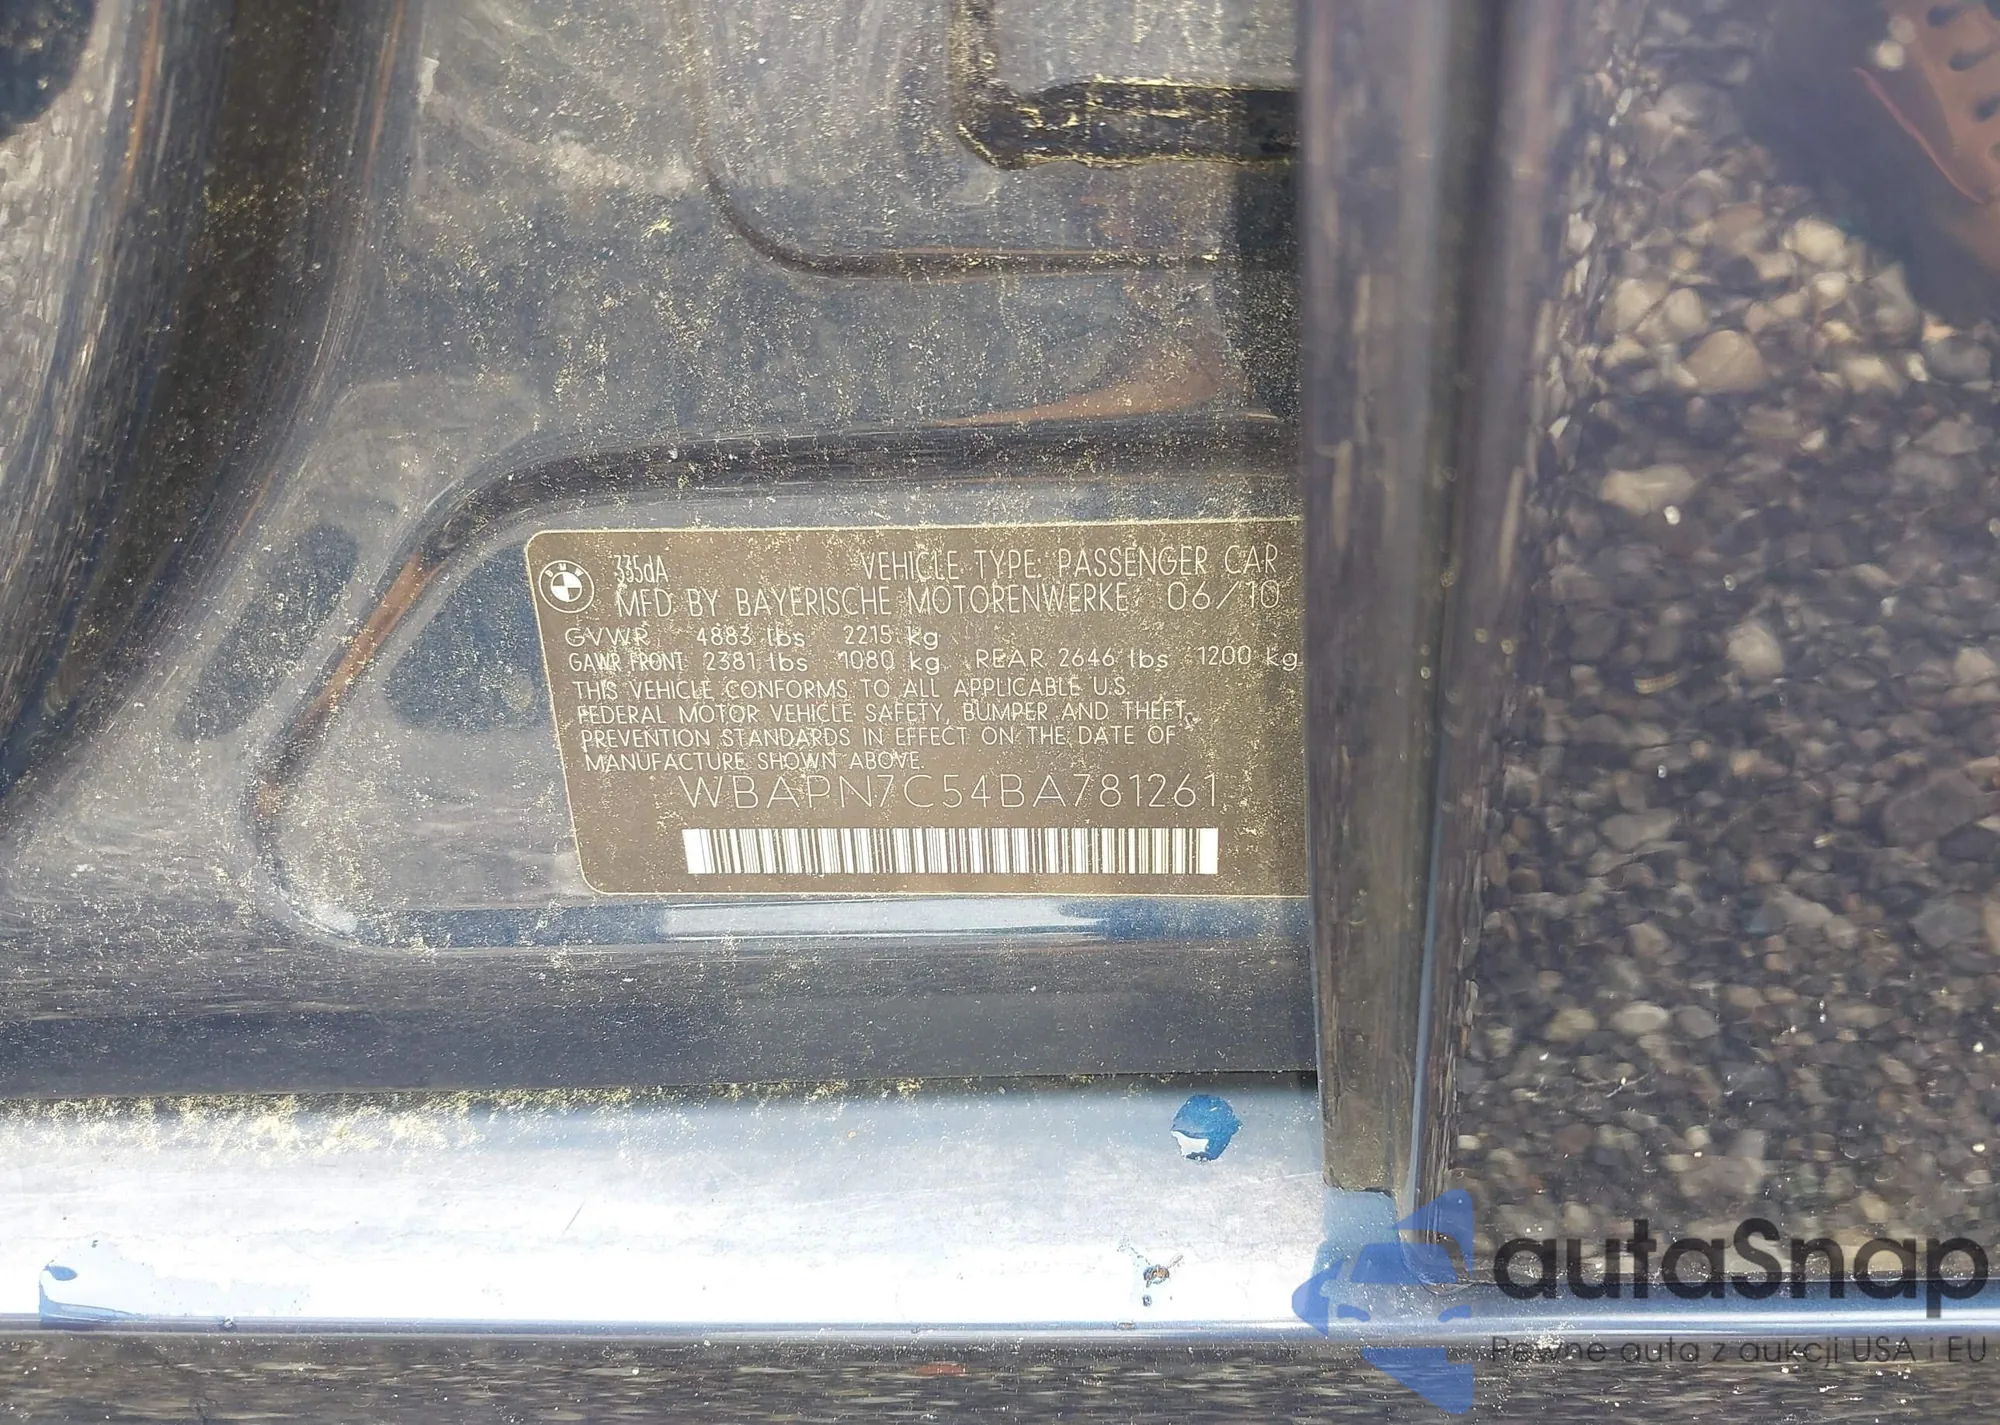 BMW
335dA VEHICLE TYPE: PASSENGER CAR
MFD BY BAYERISCHE MOTORENWERKE 06/10
GVWR 4883 lbs 2215 kg
GAWR FRONT 2381 lbs 1080 kg REAR 2646 lbs 1200 kg
THIS VEHICLE CONFORMS TO ALL APPLICABLE U.S.
FEDERAL MOTOR VEHICLE SAFETY, BUMPER AND THEFT
PREVENTION STANDARDS IN EFFECT ON THE DATE OF
MANUFACTURE SHOWN ABOVE.
WBAPN7C54BA781261
autaSnap
Pewne auta z aukcji USA i EU